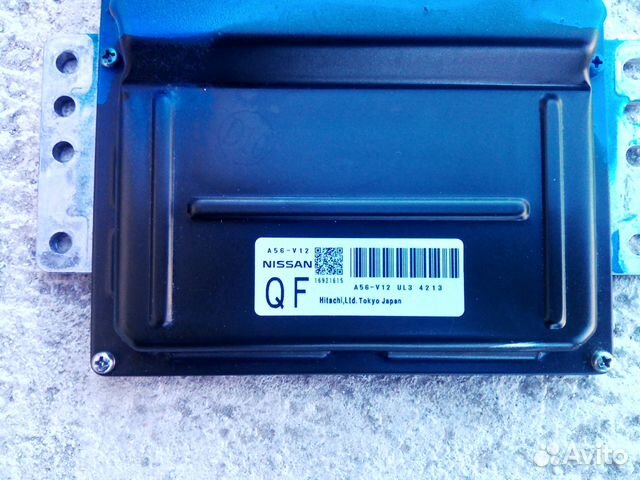 A56-V12
NISSAN
16921615
QF
A56-V12 UL3 4213
Hitachi,Ltd. Tokyo Japan
Avito